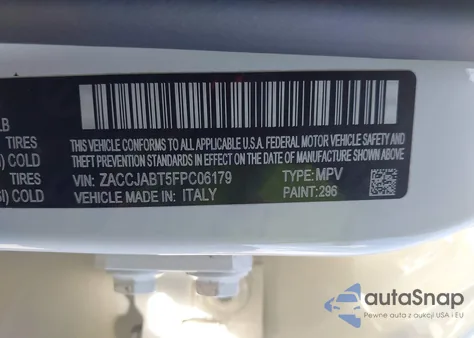 LB
THIS VEHICLE CONFORMS TO ALL APPLICABLE U.S.A. FEDERAL MOTOR VEHICLE SAFETY AND
TIRES THEFT PREVENTION STANDARDS IN EFFECT ON THE DATE OF MANUFACTURE SHOWN ABOVE.
I) COLD
TIRES VIN: ZACCJABT5FPC06179 TYPE: MPV
SI) COLD VEHICLE MADE IN: ITALY PAINT: 296
autoSnap
Pewne auta z aukcji USA i EU